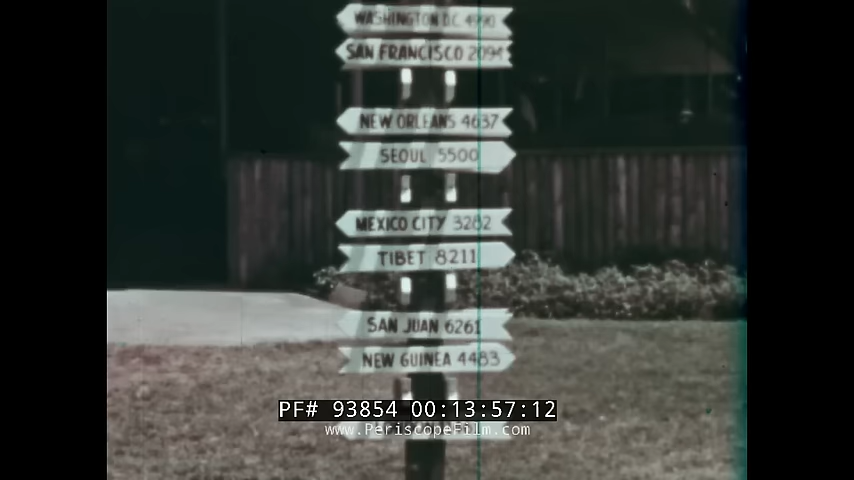 WASHINGTON D.C. 4990
SAN FRANCISCO 2094
NEW ORLEANS 4637
SEOUL 5500
MEXICO CITY 3282
TIBET 8211
SAN JUAN 6261
NEW GUINEA 4483
PF# 93854 00:13:57:12
www.PeriscopeFilm.com